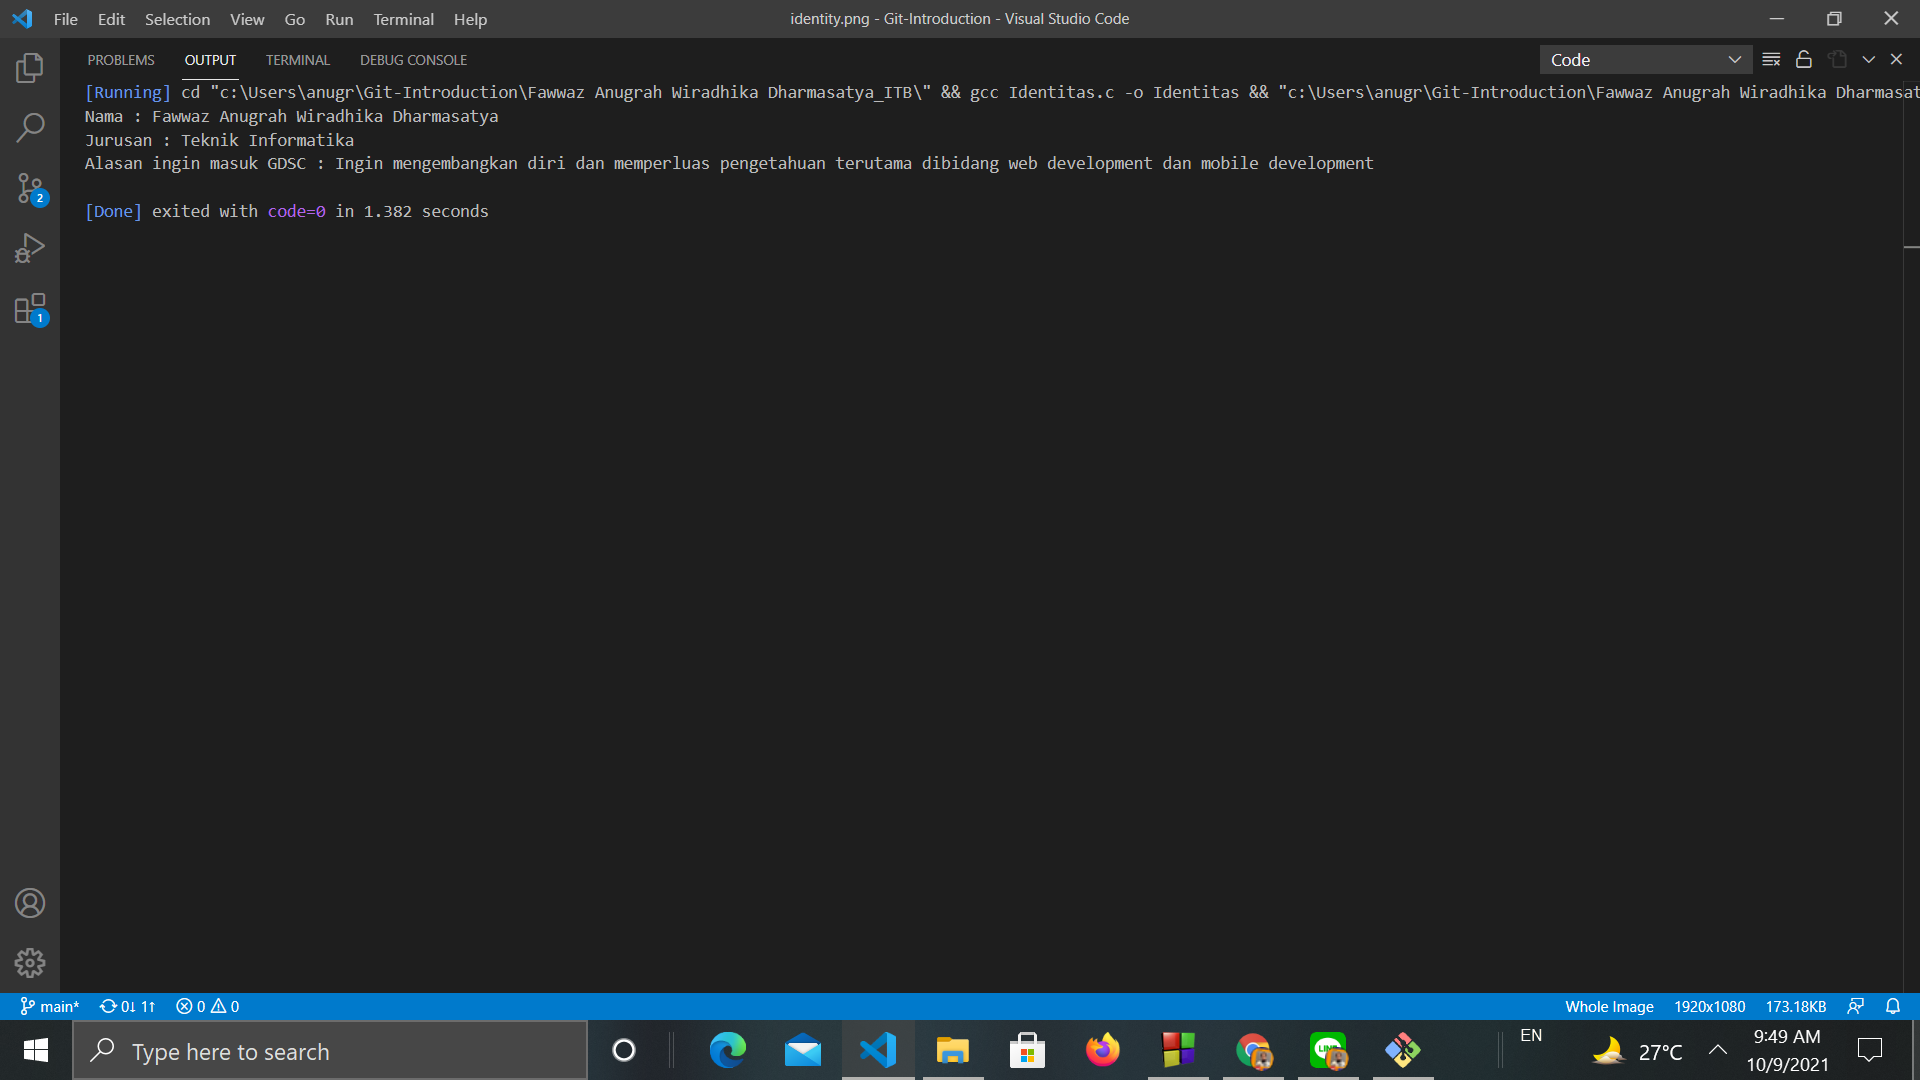 File Edit Selection View Go Run Terminal Help
identity.png - Git-Introduction - Visual Studio Code
PROBLEMS OUTPUT TERMINAL DEBUG CONSOLE
Code
[Running] cd "c:\Users\anugr\Git-Introduction\Fawwaz Anugrah Wiradhika Dharmasatya_ITB\" && gcc Identitas.c -o Identitas && "c:\Users\anugr\Git-Introduction\Fawwaz Anugrah Wiradhika Dharmasat
Nama : Fawwaz Anugrah Wiradhika Dharmasatya
Jurusan : Teknik Informatika
Alasan ingin masuk GDSC : Ingin mengembangkan diri dan memperluas pengetahuan terutama dibidang web development dan mobile development
[Done] exited with code=0 in 1.382 seconds
2
1
main* 0↓ 1↑ 0 0
Whole Image 1920x1080 173.18KB
Type here to search
LINE
EN
27°C
9:49 AM
10/9/2021